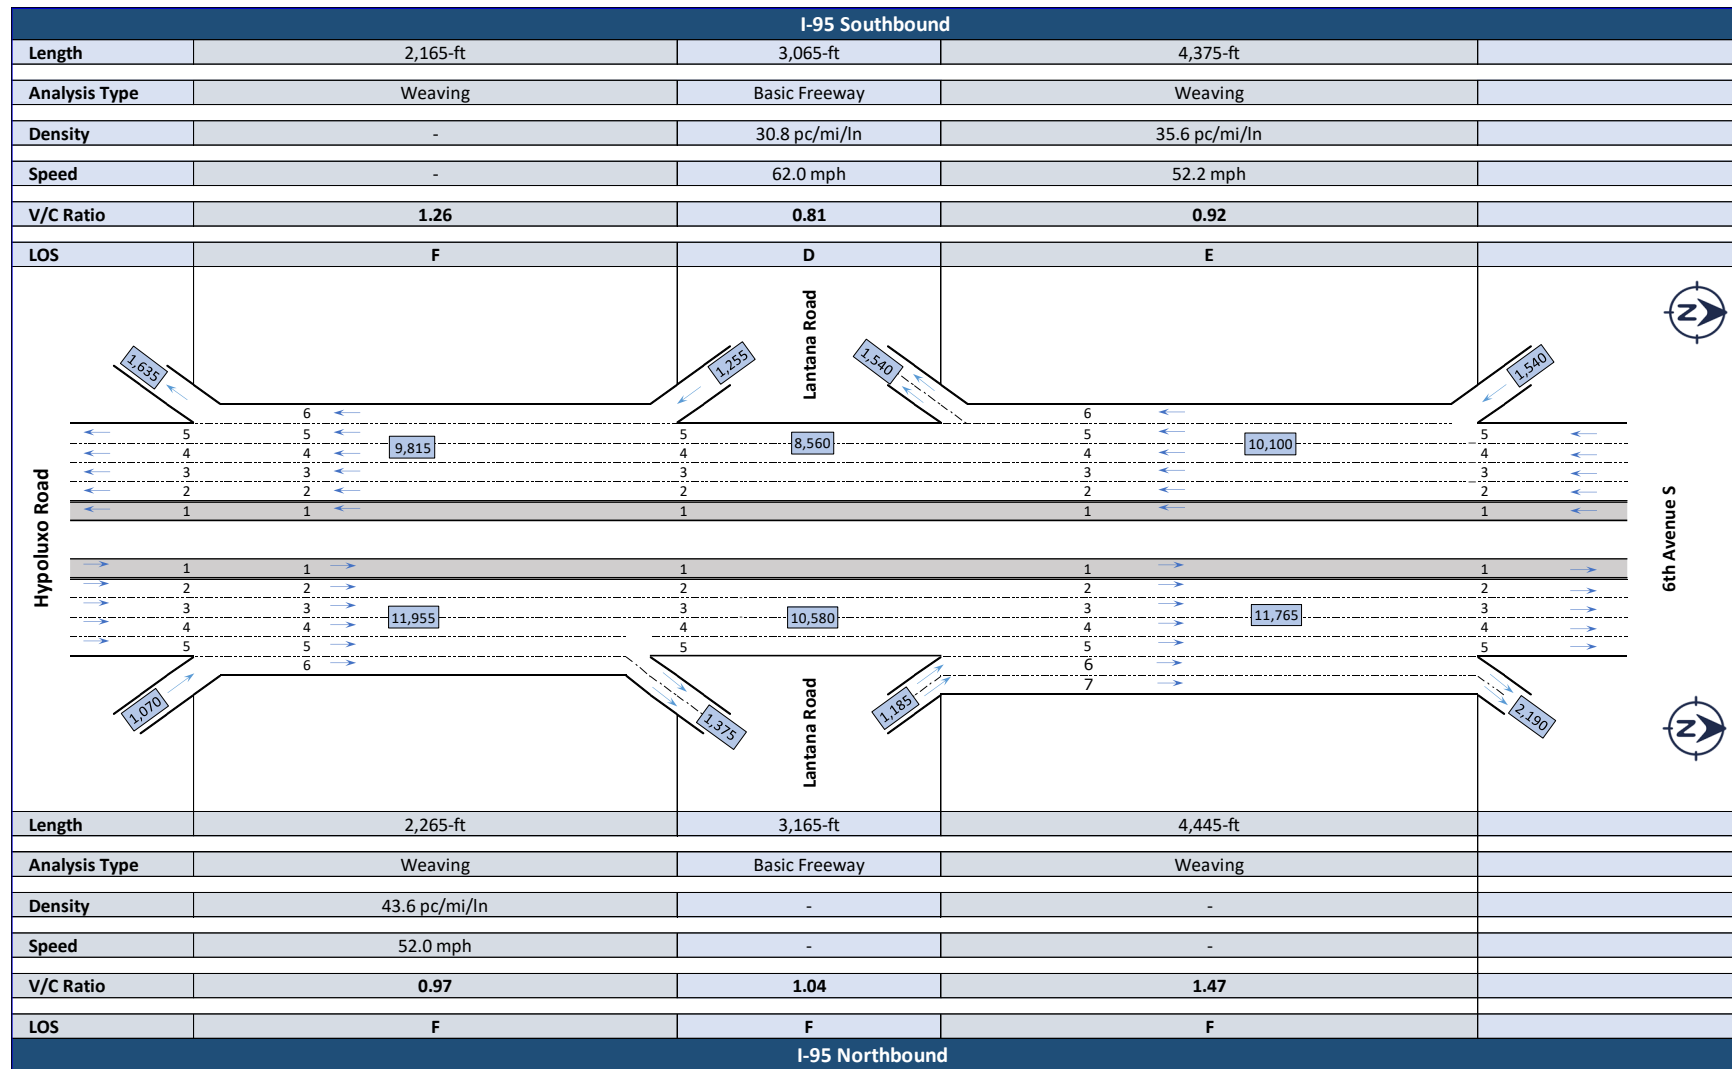 I-95 Southbound
Length 2,165-ft 3,065-ft 4,375-ft
Analysis Type Weaving Basic Freeway Weaving
Density - 30.8 pc/mi/ln 35.6 pc/mi/ln
Speed - 62.0 mph 52.2 mph
V/C Ratio 1.26 0.81 0.92
LOS F D E
Lantana Road
N
1,635 1,255 1,540 1,540
6 6
5 5 5 5 5
9,815 8,560 10,100
4 4 4 4 4
3 3 3 3 3
2 2 2 2 2
1 1 1 1 1
Hypoluxo Road
6th Avenue S
1 1 1 1 1
2 2 2 2 2
3 3 3 3 3
11,955 10,580 11,765
4 4 4 4 4
5 5 5 5 5
6 6
7
1,070 1,375 1,185 2,190
Lantana Road
N
Length 2,265-ft 3,165-ft 4,445-ft
Analysis Type Weaving Basic Freeway Weaving
Density 43.6 pc/mi/ln - -
Speed 52.0 mph - -
V/C Ratio 0.97 1.04 1.47
LOS F F F
I-95 Northbound